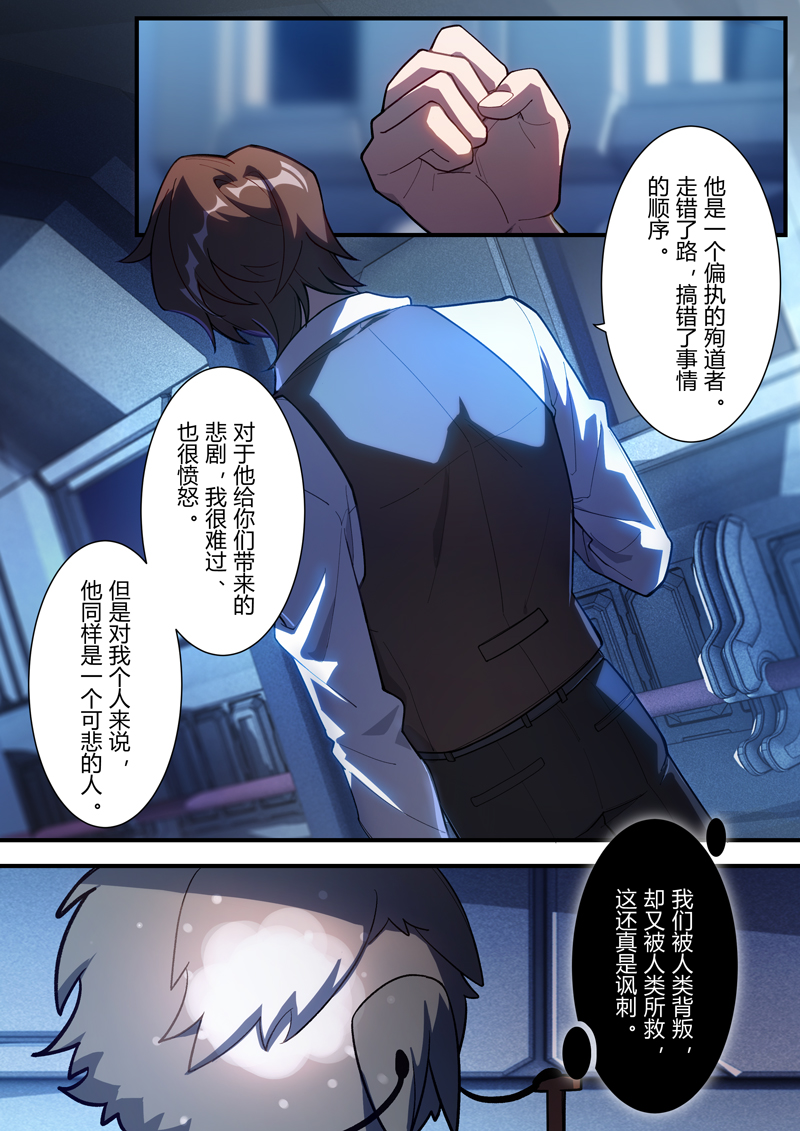 他是一个偏执的殉道者。
走错了路，搞错了事情
的顺序。
对于他给你们带来的
悲剧，我很难过、
也很愤怒。
但是对我个人来说，
他同样是一个可悲的人。
我们被人类背叛，
却又被人类所救，
这还真是讽刺。